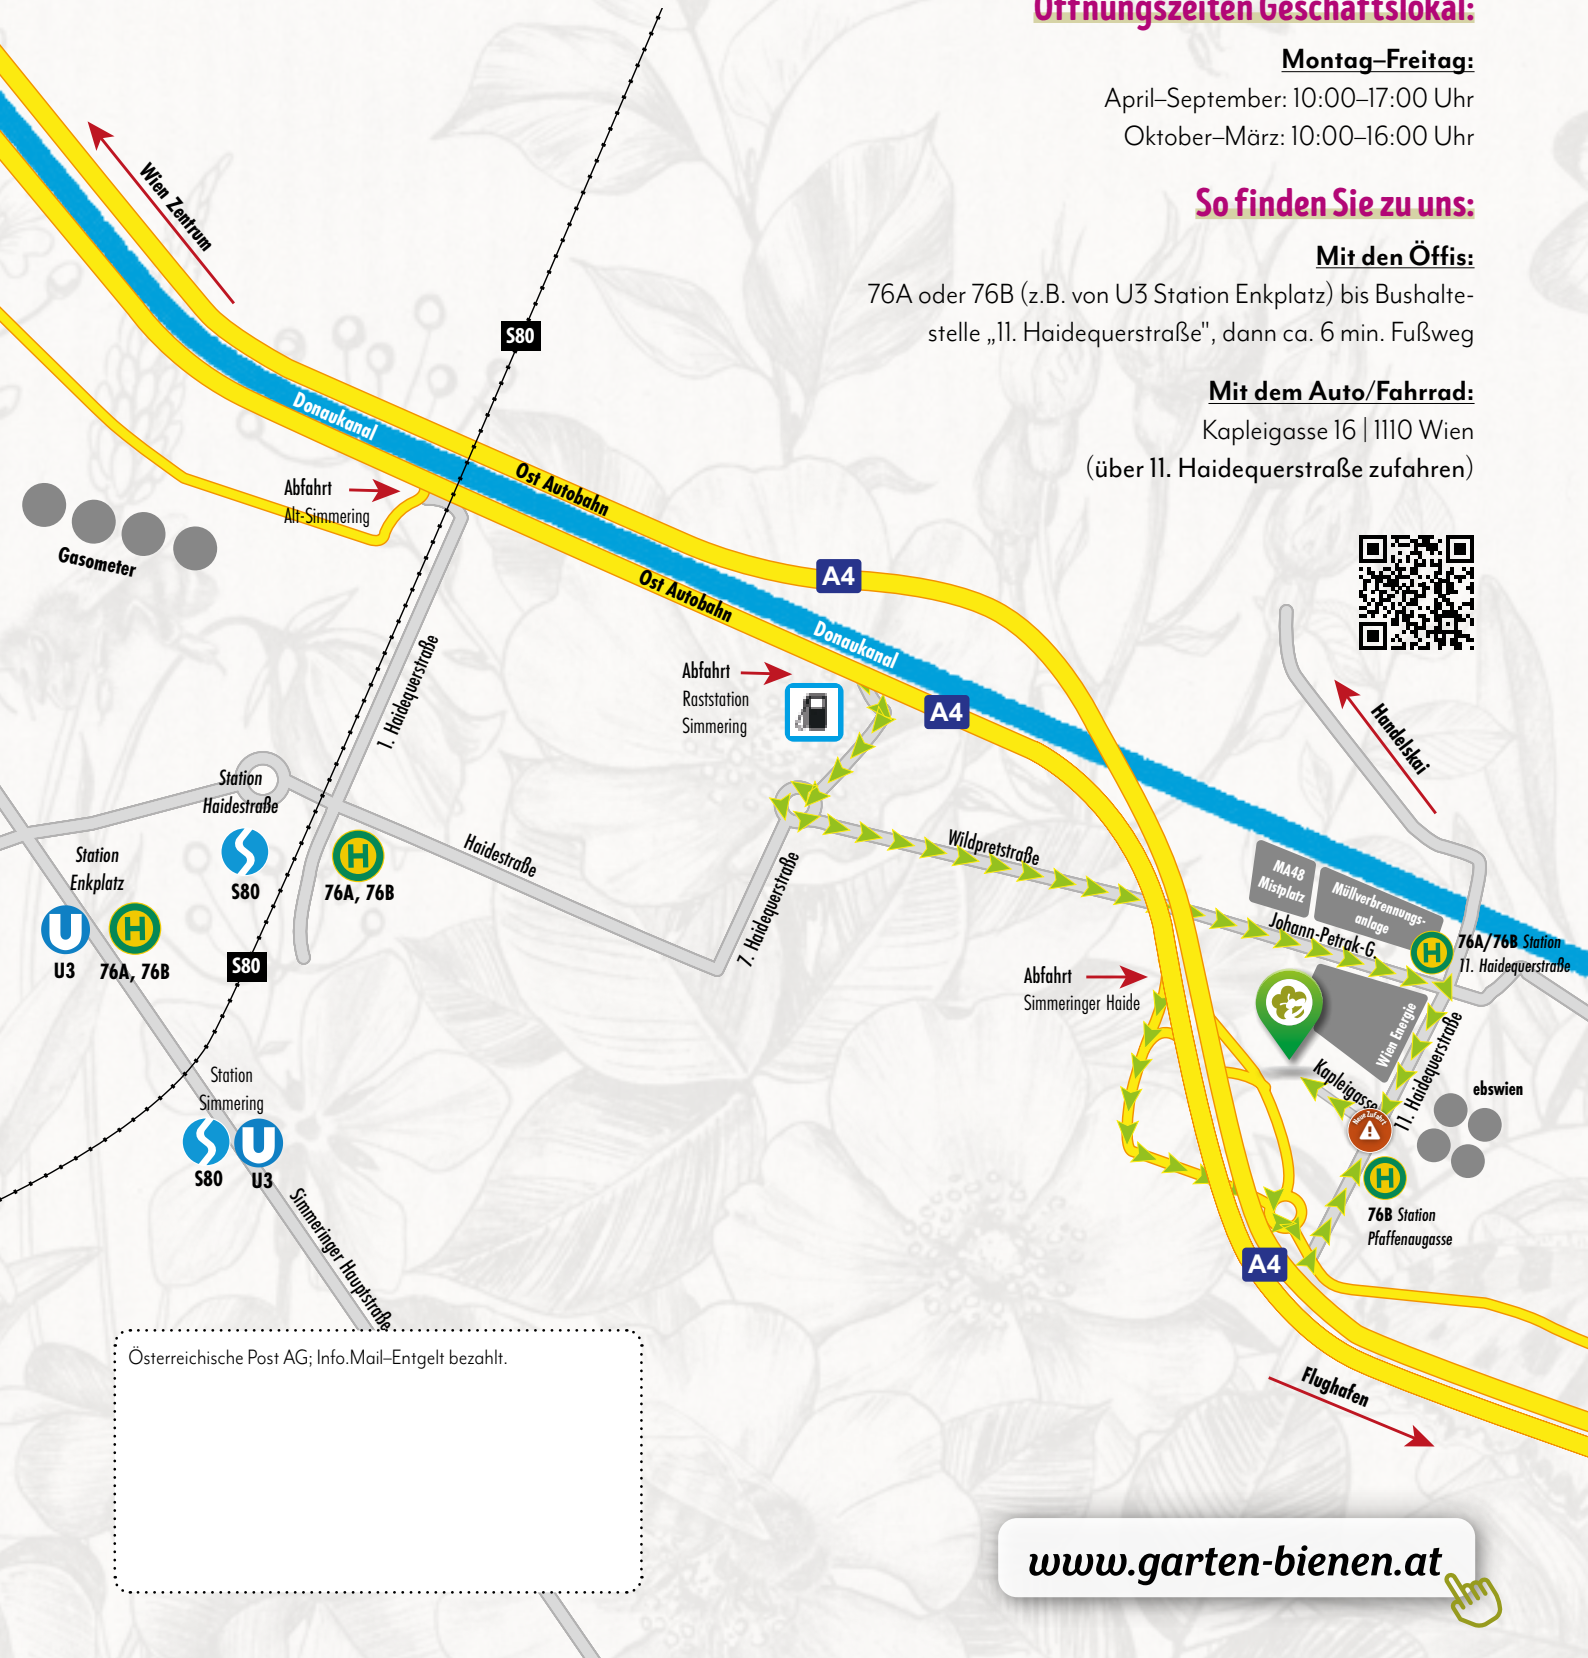 Öffnungszeiten Geschäftslokal:
Montag–Freitag:
April–September: 10:00–17:00 Uhr
Oktober–März: 10:00–16:00 Uhr
So finden Sie zu uns:
Mit den Öffis:
76A oder 76B (z.B. von U3 Station Enkplatz) bis Bushalte-
stelle „11. Haidequerstraße", dann ca. 6 min. Fußweg
Mit dem Auto/Fahrrad:
Kapleigasse 16 | 1110 Wien
(über 11. Haidequerstraße zufahren)
Wien Zentrum
S80
Donaukanal
Ost Autobahn
Abfahrt
Alt-Simmering
Gasometer
A4
Ost Autobahn
Donaukanal
1. Haidequerstraße
Abfahrt
Raststation
Simmering
A4
Handelskai
Station
Haidestraße
S80
H
76A, 76B
Haidestraße
Station
Enkplatz
U
U3
H
76A, 76B
S80
7. Haidequerstraße
Wildpretstraße
MA48
Mistplatz
Müllverbrennungs-
anlage
Johann-Petrak-G.
H
76A/76B Station
11. Haidequerstraße
Abfahrt
Simmeringer Haide
Wien Energie
11. Haidequerstraße
Kapleigasse
Neue Zufahrt
ebswien
H
76B Station
Pfaffenaugasse
Station
Simmering
S80
U
U3
Simmeringer Hauptstraße
A4
Flughafen
Österreichische Post AG; Info.Mail–Entgelt bezahlt.
www.garten-bienen.at